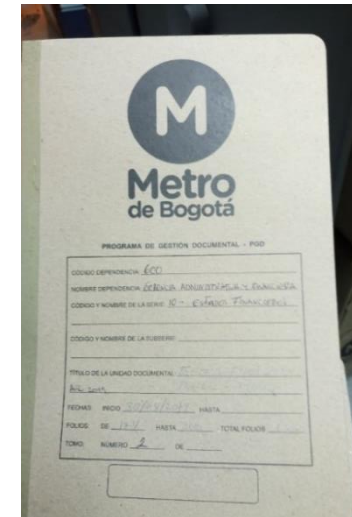 M
Metro
de Bogotá
PROGRAMA DE GESTION DOCUMENTAL - PGD
CODIGO DEPENDENCIA 600
NOMBRE DEPENDENCIA GERENCIA ADMINISTRATIVA Y FINANCIERA
CODIGO Y NOMBRE DE LA SERIE - Estados Financieros
CODIGO Y NOMBRE DE LA SUBSERIE
TITULO DE LA UNIDAD DOCUMENTAL
FECHAS INICIO HASTA
FOLIOS DE HASTA TOTAL FOLIOS
TOMO NUMERO 2 DE